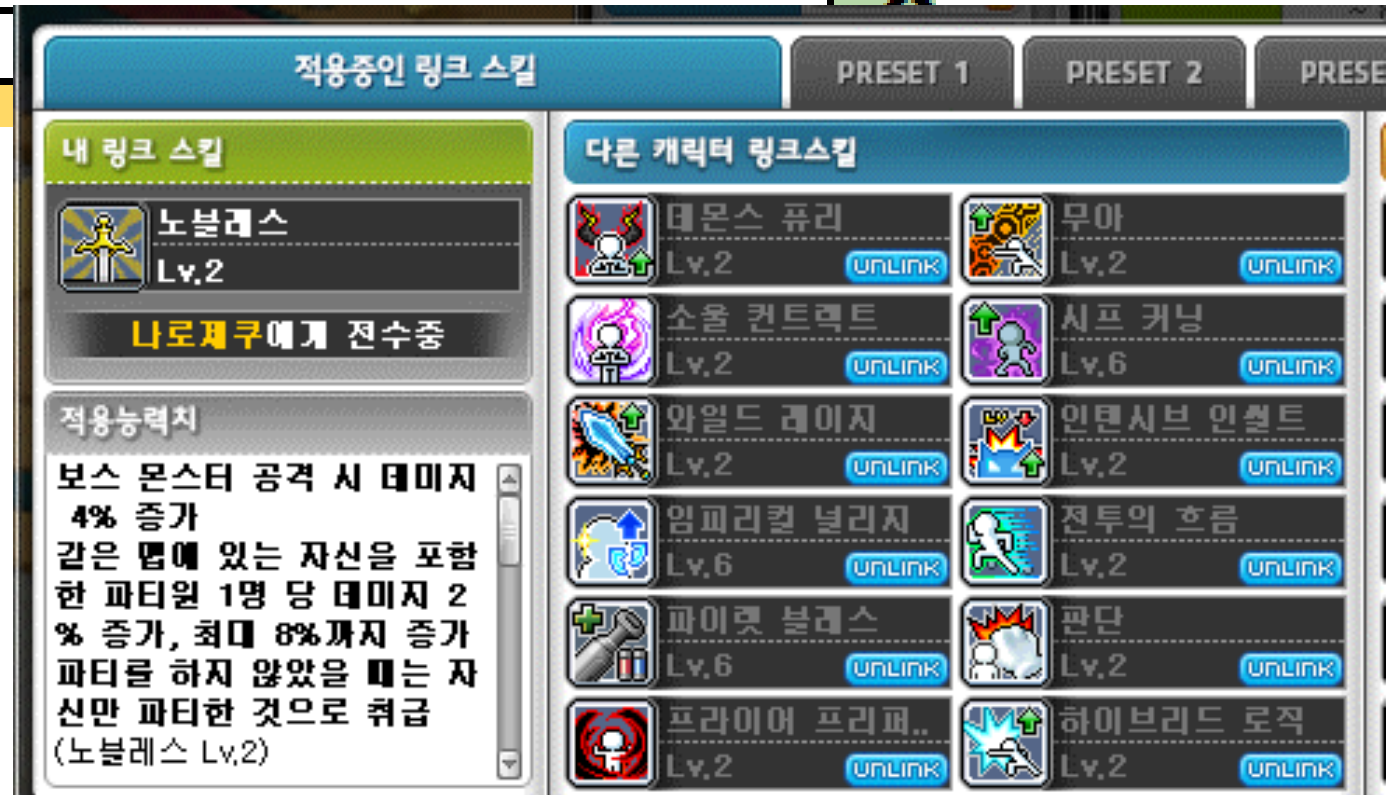 적용중인 링크 스킬
PRESET 1
PRESET 2
PRESE
내 링크 스킬
노블레스
Lv.2
나로제쿠에게 전수중
적용능력치
보스 몬스터 공격 시 데미지
4% 증가
같은 맵에 있는 자신을 포함
한 파티원 1명 당 데미지 2
% 증가, 최대 8%까지 증가
파티를 하지 않았을 때는 자
신만 파티한 것으로 취급
(노블레스 Lv.2)
다른 캐릭터 링크스킬
데몬스 퓨리
Lv.2 UNLINK
무아
Lv.2 UNLINK
소울 컨트랙트
Lv.2 UNLINK
시프 커닝
Lv.6 UNLINK
와일드 레이지
Lv.2 UNLINK
인텐시브 인썰트
Lv.2 UNLINK
임피리컬 널리지
Lv.6 UNLINK
전투의 흐름
Lv.2 UNLINK
파이렛 블레스
Lv.6 UNLINK
판단
Lv.2 UNLINK
프라이어 프리퍼..
Lv.2 UNLINK
하이브리드 로직
Lv.2 UNLINK